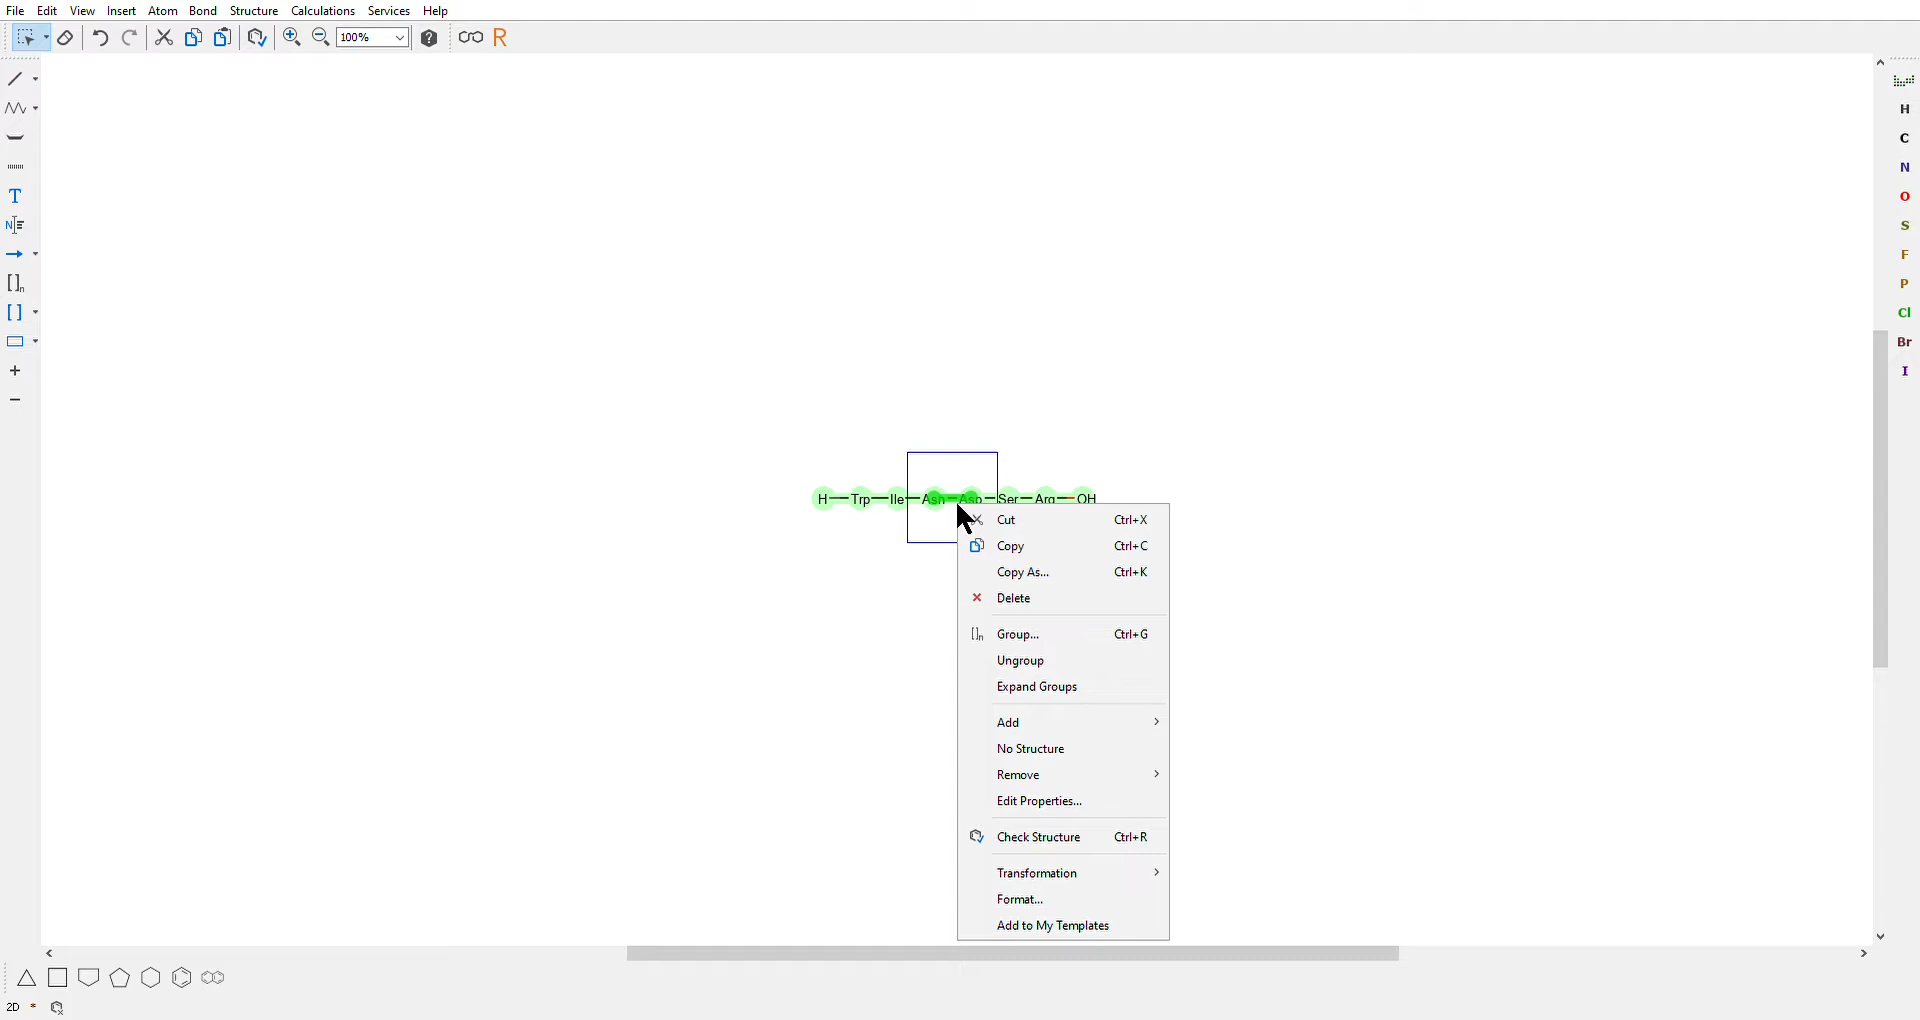 File Edit View Insert Atom Bond Structure Calculations Services Help
100% ? R
T
N
[ ]n
[ ]
H
C
N
O
S
F
P
Cl
Br
I
H Trp Ile Asn Asp Ser Arg OH
Cut Ctrl+X
Copy Ctrl+C
Copy As... Ctrl+K
Delete
Group... Ctrl+G
Ungroup
Expand Groups
Add
No Structure
Remove
Edit Properties...
Check Structure Ctrl+R
Transformation
Format...
Add to My Templates
2D *